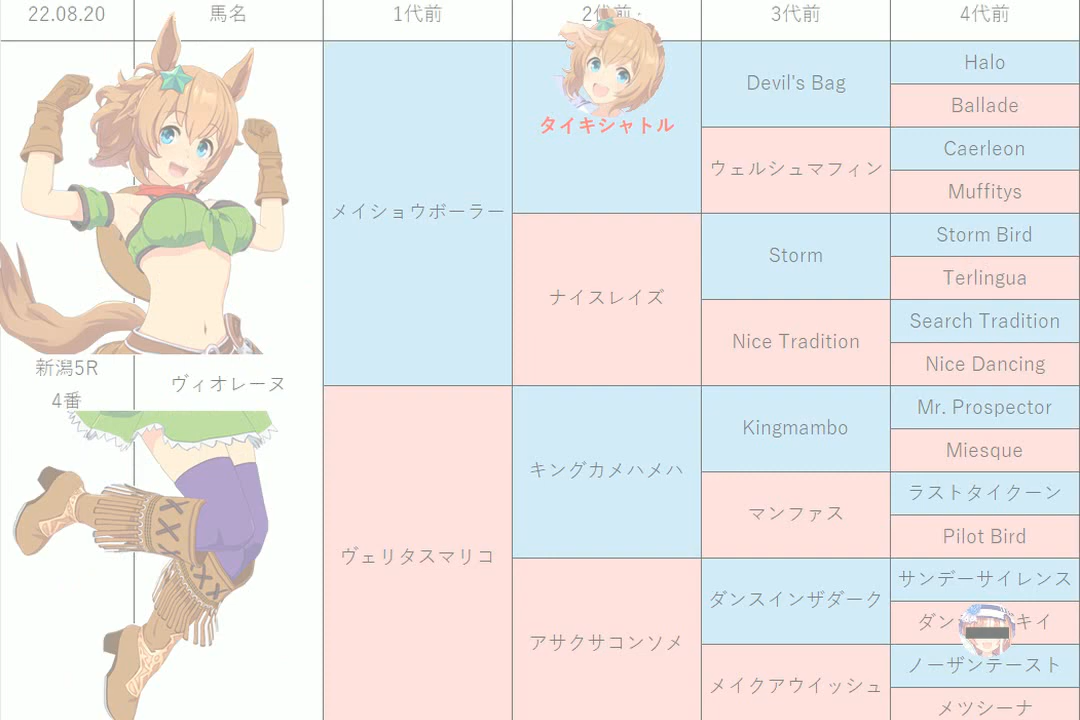 22.08.20
馬名
1代前
2代前
3代前
4代前
新潟5R
4番
ヴィオレーヌ
メイショウボーラー
ヴェリタスマリコ
タイキシャトル
ナイスレイズ
キングカメハメハ
アサクサコンソメ
Devil's Bag
ウェルシュマフィン
Storm
Nice Tradition
Kingmambo
マンファス
ダンスインザダーク
メイクアウイッシュ
Halo
Ballade
Caerleon
Muffitys
Storm Bird
Terlingua
Search Tradition
Nice Dancing
Mr. Prospector
Miesque
ラストタイクーン
Pilot Bird
サンデーサイレンス
ダン
キイ
ノーザンテースト
メツシーナ